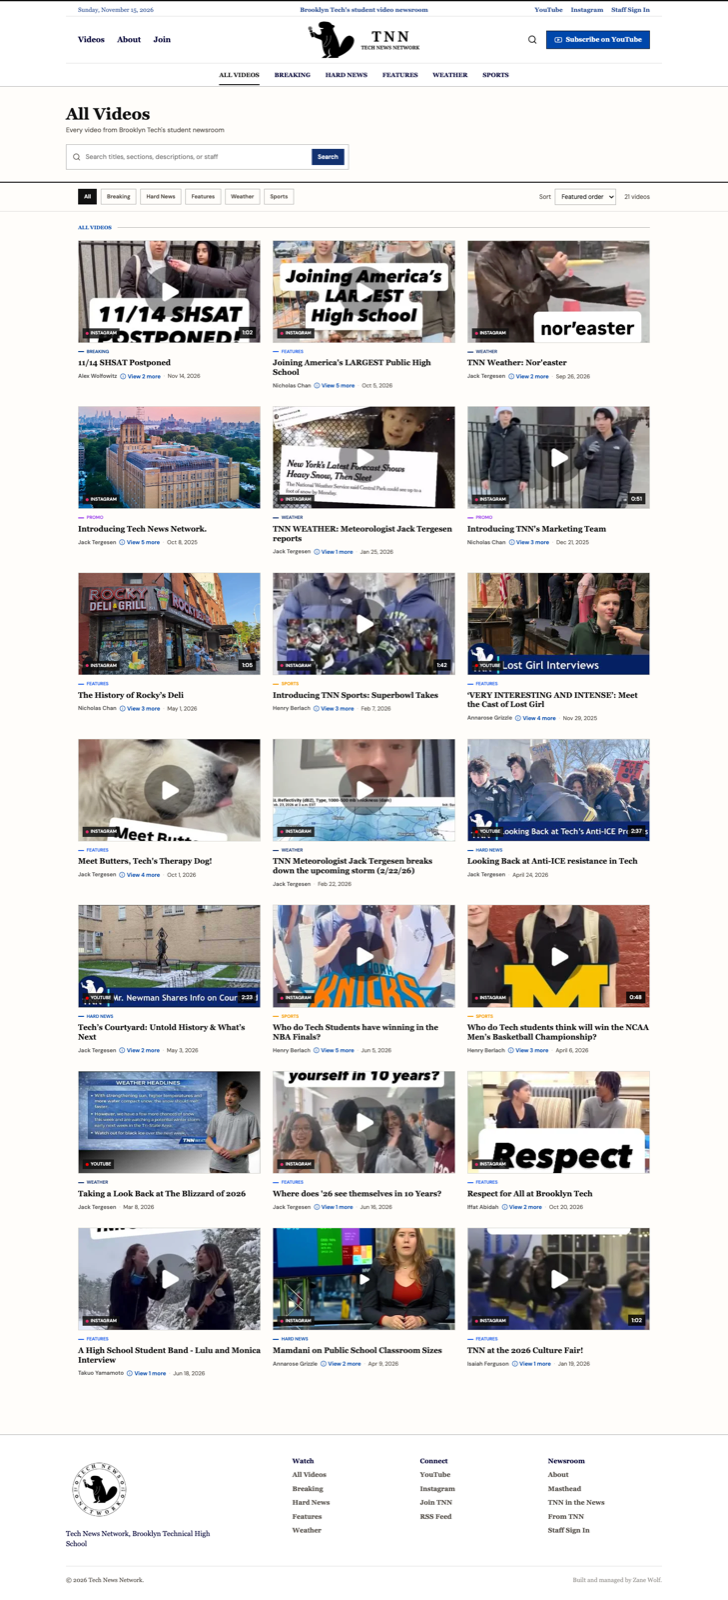 Sunday, November 15, 2026
Brooklyn Tech's student video newsroom
YouTube Instagram Staff Sign In
Videos About Join
TNN
TECH NEWS NETWORK
Subscribe on YouTube
ALL VIDEOS BREAKING HARD NEWS FEATURES WEATHER SPORTS
All Videos
Every video from Brooklyn Tech's student newsroom
Search titles, sections, descriptions, or staff
Search
All Breaking Hard News Features Weather Sports
Sort Featured order 21 videos
ALL VIDEOS
11/14 SHSAT
POSTPONED!
INSTAGRAM 1:02
BREAKING
11/14 SHSAT Postponed
Alex Wolfowitz View 2 more Nov 14, 2026
Joining America's
LARGEST
High School
INSTAGRAM
FEATURES
Joining America's LARGEST Public High
School
Nicholas Chan View 5 more Oct 5, 2026
nor'easter
INSTAGRAM
WEATHER
TNN Weather: Nor'easter
Jack Tergesen View 2 more Sep 26, 2026
INSTAGRAM
PROMO
Introducing Tech News Network.
Jack Tergesen View 5 more Oct 8, 2025
New York's Latest Forecast Shows
Heavy Snow, Then Sleet
INSTAGRAM
WEATHER
TNN WEATHER: Meteorologist Jack Tergesen
reports
Jack Tergesen View 1 more Jan 25, 2026
INSTAGRAM 0:51
PROMO
Introducing TNN's Marketing Team
Nicholas Chan View 3 more Dec 21, 2025
ROCKY'S
DELI & GRILL
INSTAGRAM 1:05
FEATURES
The History of Rocky's Deli
Nicholas Chan View 3 more May 1, 2026
INSTAGRAM 1:42
SPORTS
Introducing TNN Sports: Superbowl Takes
Henry Berlach View 3 more Feb 7, 2026
Lost Girl Interviews
YOUTUBE
FEATURES
'VERY INTERESTING AND INTENSE': Meet
the Cast of Lost Girl
Annarose Grizzle View 4 more Nov 29, 2025
Meet Butt
INSTAGRAM
FEATURES
Meet Butters, Tech's Therapy Dog!
Jack Tergesen View 4 more Oct 1, 2026
INSTAGRAM
WEATHER
TNN Meteorologist Jack Tergesen breaks
down the upcoming storm (2/22/26)
Jack Tergesen Feb 22, 2026
ooking Back at Tech's Anti-ICE Pr
YOUTUBE 2:37
HARD NEWS
Looking Back at Anti-ICE resistance in Tech
Jack Tergesen April 24, 2026
Mr. Newman Shares Info on Cour
YOUTUBE 2:23
HARD NEWS
Tech's Courtyard: Untold History & What's
Next
Jack Tergesen View 2 more May 3, 2026
KNICKS
INSTAGRAM
SPORTS
Who do Tech Students have winning in the
NBA Finals?
Henry Berlach View 5 more Jun 5, 2026
M
INSTAGRAM 0:48
SPORTS
Who do Tech students think will win the NCAA
Men's Basketball Championship?
Henry Berlach View 3 more April 6, 2026
WEATHER HEADLINES
TNN
YOUTUBE
WEATHER
Taking a Look Back at The Blizzard of 2026
Jack Tergesen Mar 8, 2026
yourself in 10 years?
INSTAGRAM
FEATURES
Where does '26 see themselves in 10 Years?
Jack Tergesen View 1 more Jun 16, 2026
Respect
INSTAGRAM
FEATURES
Respect for All at Brooklyn Tech
Iffat Abidah View 2 more Oct 20, 2026
INSTAGRAM
FEATURES
A High School Student Band - Lulu and Monica
Interview
Takuo Yamamoto View 1 more Jun 18, 2026
INSTAGRAM
HARD NEWS
Mamdani on Public School Classroom Sizes
Annarose Grizzle View 2 more Apr 9, 2026
INSTAGRAM 1:02
FEATURES
TNN at the 2026 Culture Fair!
Isaiah Ferguson View 1 more Jan 19, 2026
TECH NEWS
NETWORK
Tech News Network, Brooklyn Technical High
School
Watch
All Videos
Breaking
Hard News
Features
Weather
Connect
YouTube
Instagram
Join TNN
RSS Feed
Newsroom
About
Masthead
TNN in the News
From TNN
Staff Sign In
© 2026 Tech News Network.
Built and managed by Zane Wolf.